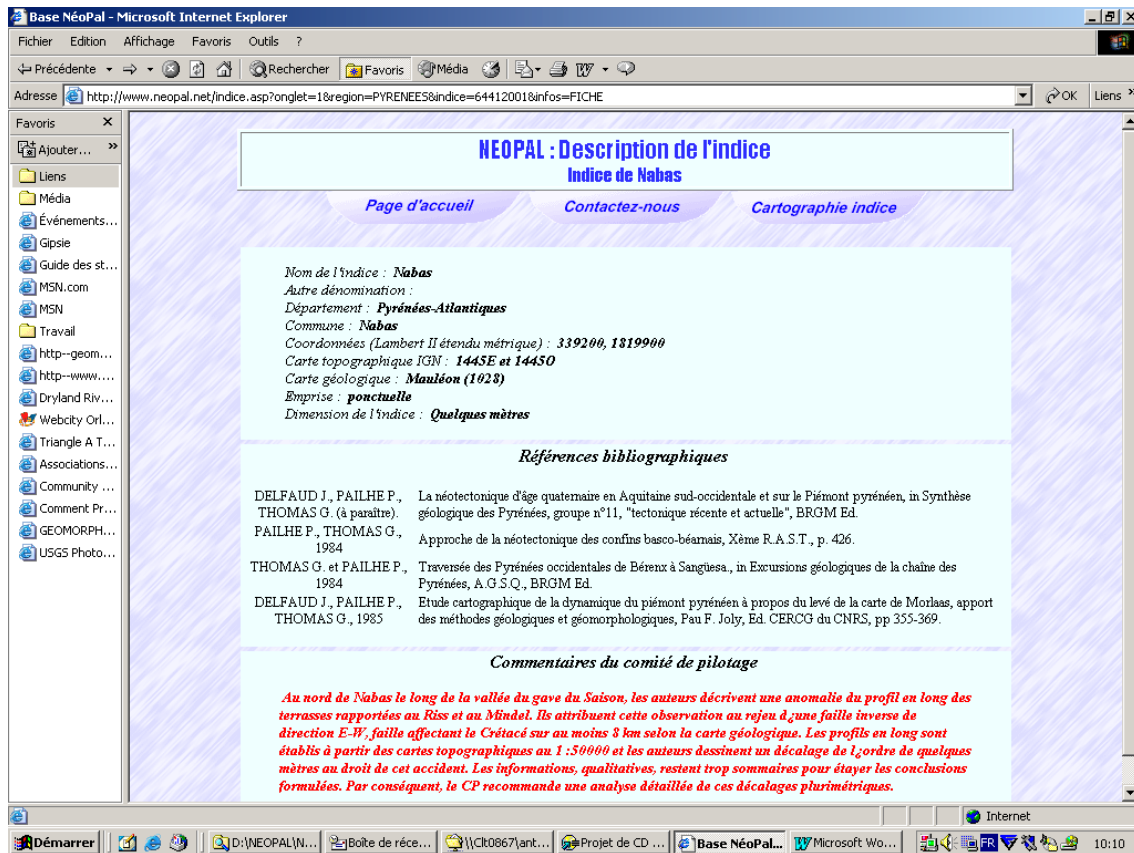 Base NéoPal - Microsoft Internet Explorer
Fichier Edition Affichage Favoris Outils ?
Précédente Rechercher Favoris Média
Adresse http://www.neopal.net/indice.asp?onglet=1&region=PYRENEES&indice=64412001&infos=FICHE OK Liens »
Favoris
Ajouter... »
Liens
Média
Événements...
Gipsie
Guide des st...
MSN.com
MSN
Travail
http--geom...
http--www....
Dryland Riv...
Webcity Orl...
Triangle A T...
Associations...
Community ...
Comment Pr...
GEOMORPH...
USGS Photo...
NEOPAL : Description de l'indice
Indice de Nabas
Page d'accueil Contactez-nous Cartographie indice
Nom de l'indice : Nabas
Autre dénomination :
Département : Pyrénées-Atlantiques
Commune : Nabas
Coordonnées (Lambert II étendu métrique) : 339200, 1819900
Carte topographique IGN : 1445E et 1445O
Carte géologique : Mauléon (1028)
Emprise : ponctuelle
Dimension de l'indice : Quelques mètres
Références bibliographiques
DELFAUD J., PAILHE P., La néotectonique d'âge quaternaire en Aquitaine sud-occidentale et sur le Piémont pyrénéen, in Synthèse
THOMAS G. (à paraître). géologique des Pyrénées, groupe n°11, "tectonique récente et actuelle", BRGM Ed.
PAILHE P., THOMAS G., 1984 Approche de la néotectonique des confins basco-béarnais, Xème R.A.S.T., p. 426.
THOMAS G. et PAILHE P., Traversée des Pyrénées occidentales de Bérenx à Sangüesa., in Excursions géologiques de la chaîne des
1984 Pyrénées, A.G.S.Q., BRGM Ed.
DELFAUD J., PAILHE P., Etude cartographique de la dynamique du piémont pyrénéen à propos du levé de la carte de Morlaas, apport
THOMAS G., 1985 des méthodes géologiques et géomorphologiques, Pau F. Joly, Ed. CERCG du CNRS, pp 355-369.
Commentaires du comité de pilotage
Au nord de Nabas le long de la vallée du gave du Saison, les auteurs décrivent une anomalie du profil en long des
terrasses rapportées au Riss et au Mindel. Ils attribuent cette observation au rejeu d¿une faille inverse de
direction E-W, faille affectant le Crétacé sur au moins 8 km selon la carte géologique. Les profils en long sont
établis à partir des cartes topographiques au 1 :50000 et les auteurs dessinent un décalage de l¿ordre de quelques
mètres au droit de cet accident. Les informations, qualitatives, restent trop sommaires pour étayer les conclusions
formulées. Par conséquent, le CP recommande une analyse détaillée de ces décalages plurimétriques.
Internet
Démarrer D:\NEOPAL\N... Boîte de réce... \\Clt0867\ant... Projet de CD ... Base NéoPal... Microsoft Wo... FR 10:10